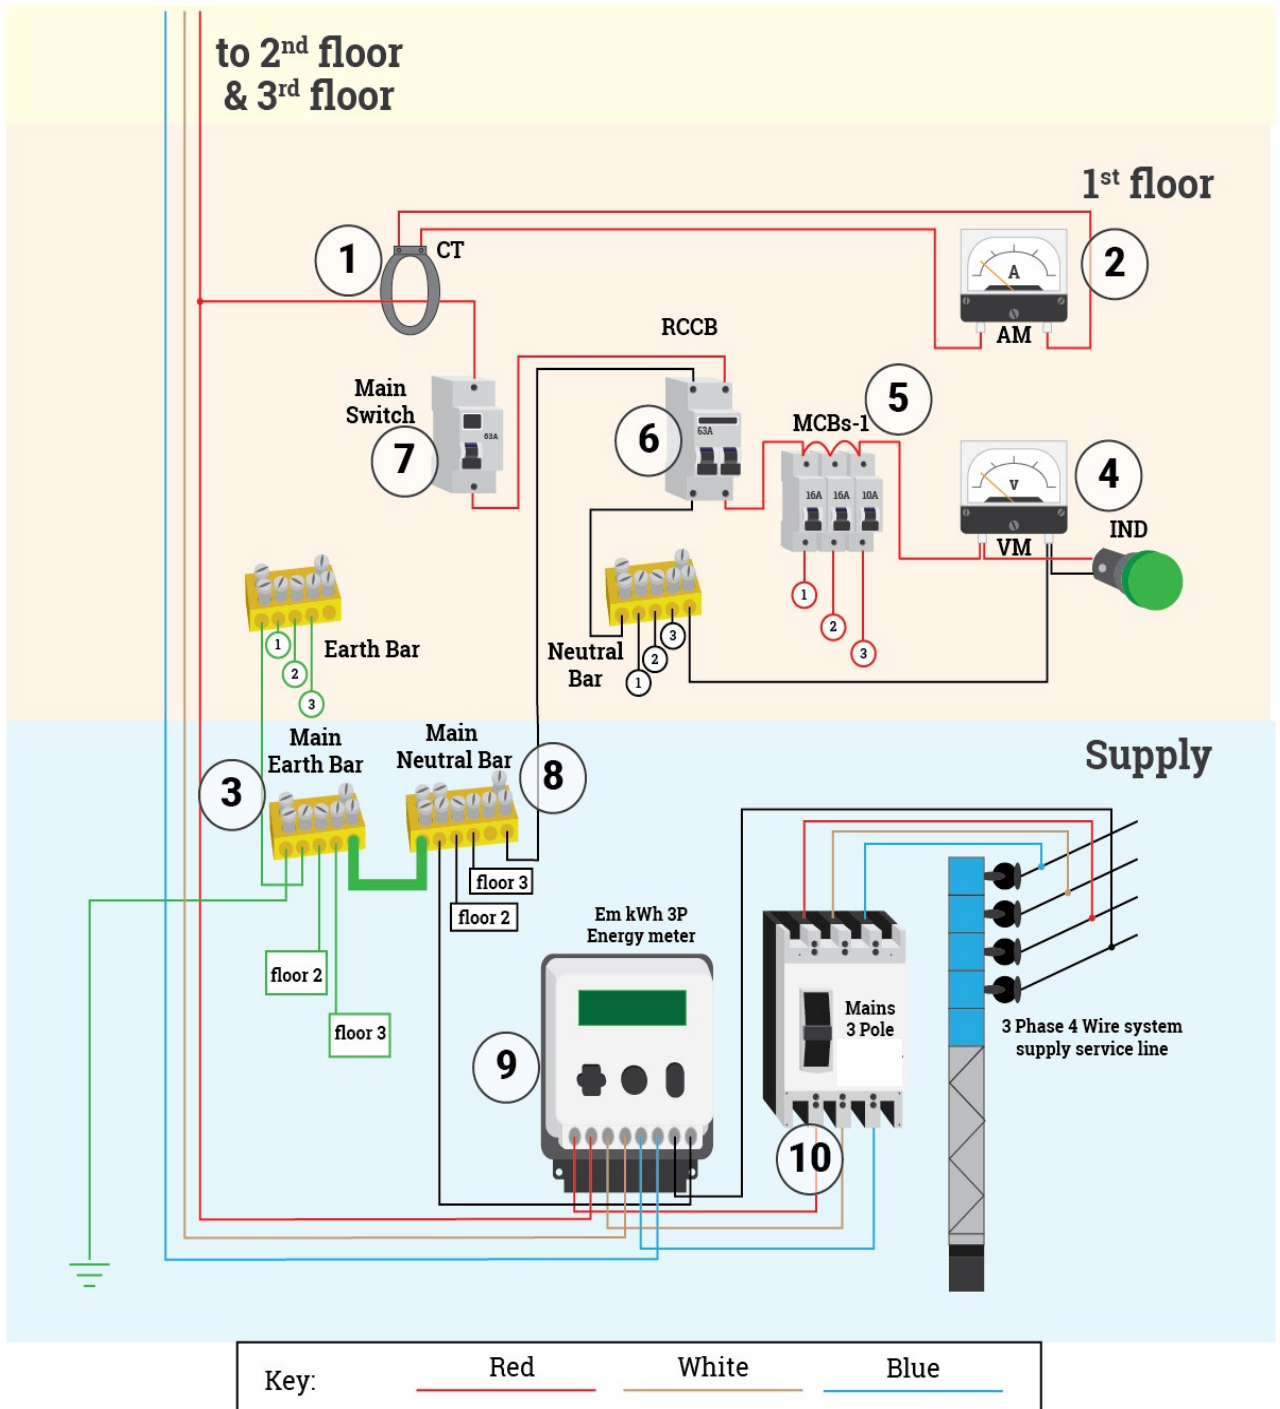 to 2nd floor
& 3rd floor
1st floor
1
CT
A
2
AM
RCCB
Main
Switch
7
63A
6
63A
5
MCBs-1
16A 16A 10A
1
2
3
V
4
VM
IND
1
2
3
Earth Bar
Neutral
Bar
1
2
3
Supply
Main
Earth Bar
3
Main
Neutral Bar
8
floor 3
floor 2
floor 2
floor 3
Em kWh 3P
Energy meter
9
Mains
3 Pole
10
3 Phase 4 Wire system
supply service line
Key:
Red
White
Blue